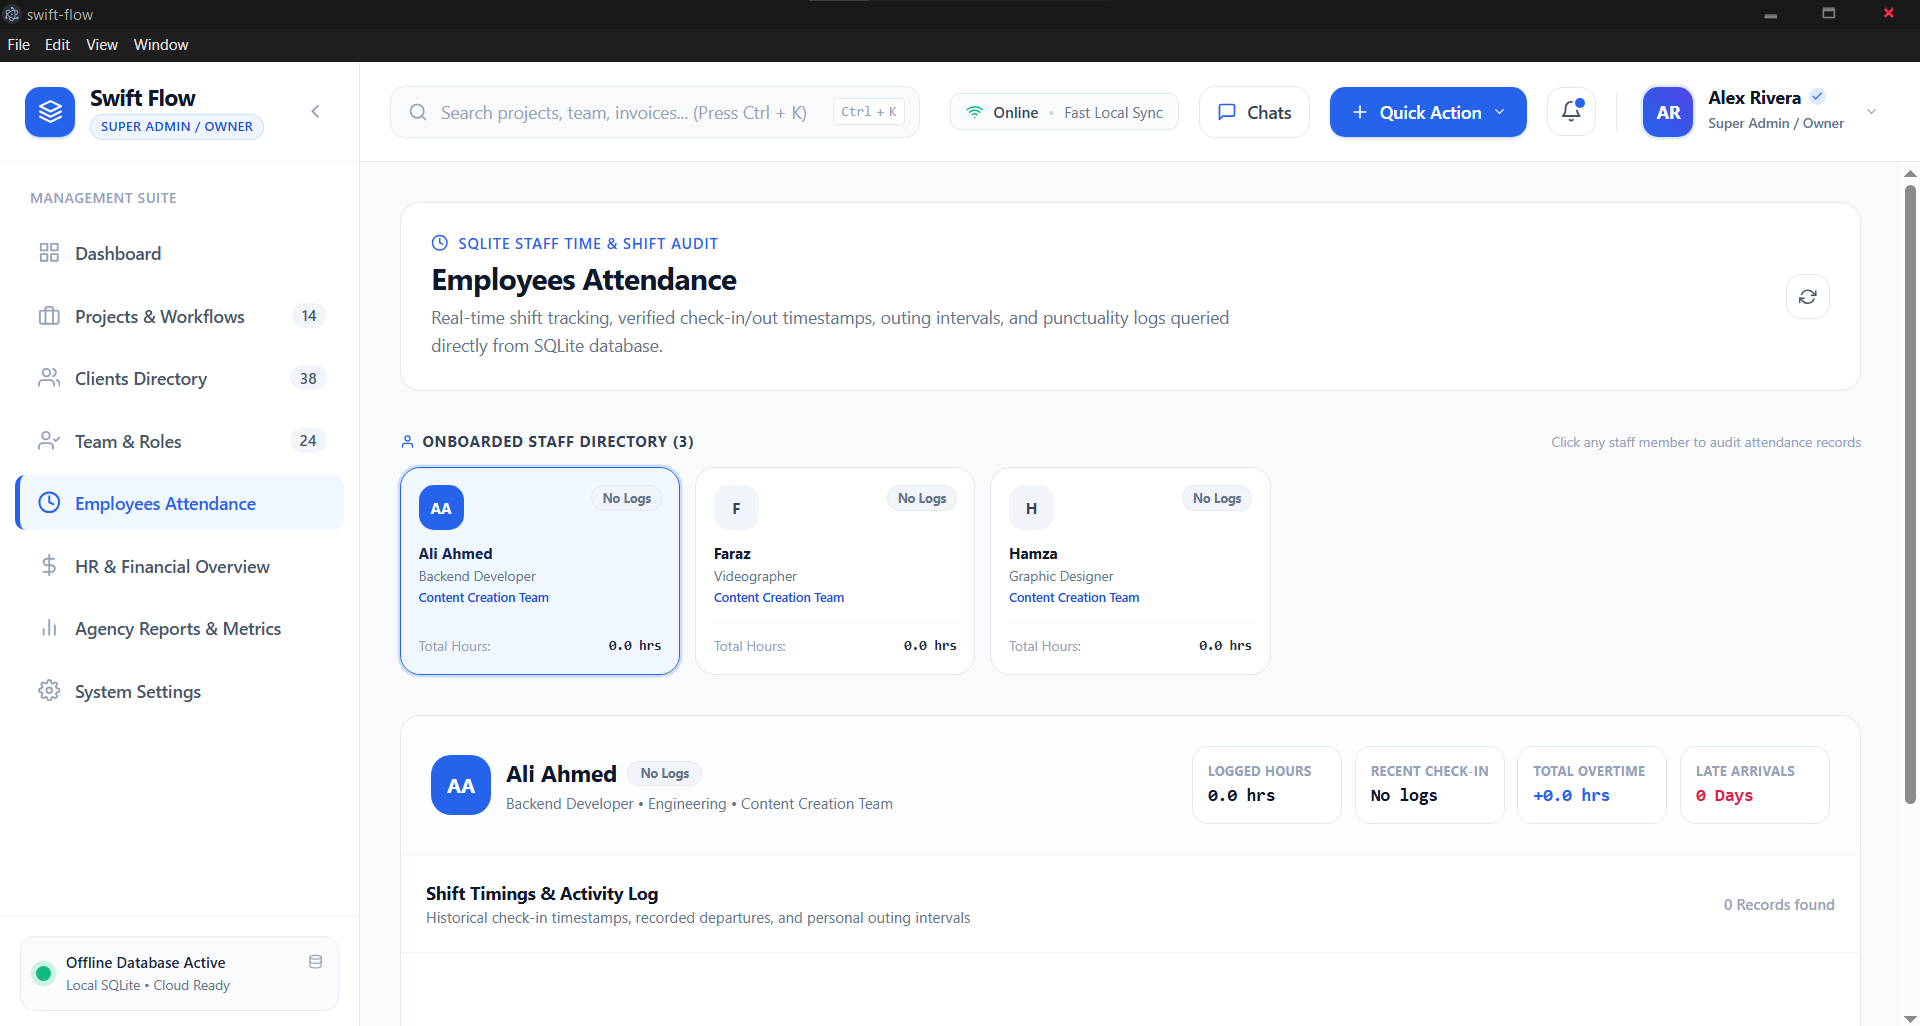 swift-flow
File Edit View Window
Swift Flow
SUPER ADMIN / OWNER
Search projects, team, invoices... (Press Ctrl + K)
Ctrl + K
Online • Fast Local Sync
Chats
+ Quick Action
AR
Alex Rivera
Super Admin / Owner
MANAGEMENT SUITE
Dashboard
Projects & Workflows 14
Clients Directory 38
Team & Roles 24
Employees Attendance
HR & Financial Overview
Agency Reports & Metrics
System Settings
Offline Database Active
Local SQLite • Cloud Ready
SQLITE STAFF TIME & SHIFT AUDIT
Employees Attendance
Real-time shift tracking, verified check-in/out timestamps, outing intervals, and punctuality logs queried
directly from SQLite database.
ONBOARDED STAFF DIRECTORY (3)
Click any staff member to audit attendance records
AA
No Logs
Ali Ahmed
Backend Developer
Content Creation Team
Total Hours: 0.0 hrs
F
No Logs
Faraz
Videographer
Content Creation Team
Total Hours: 0.0 hrs
H
No Logs
Hamza
Graphic Designer
Content Creation Team
Total Hours: 0.0 hrs
AA
Ali Ahmed No Logs
Backend Developer • Engineering • Content Creation Team
LOGGED HOURS
0.0 hrs
RECENT CHECK-IN
No logs
TOTAL OVERTIME
+0.0 hrs
LATE ARRIVALS
0 Days
Shift Timings & Activity Log
Historical check-in timestamps, recorded departures, and personal outing intervals
0 Records found